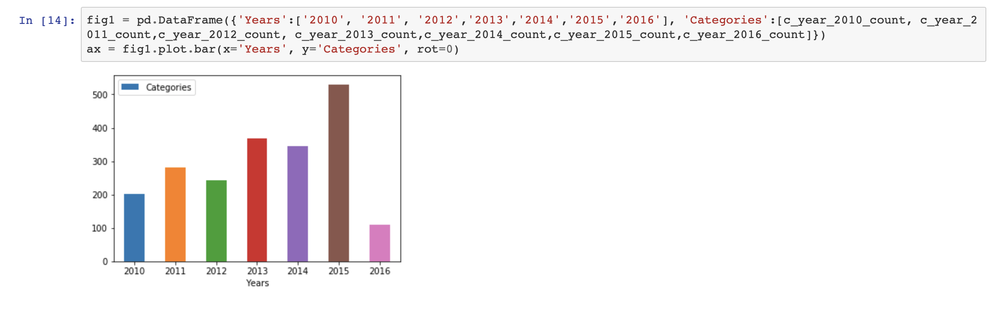 In [14]: fig1 = pd.DataFrame({'Years':['2010', '2011', '2012','2013','2014','2015','2016'], 'Categories':[c_year_2010_count, c_year_2
011_count,c_year_2012_count, c_year_2013_count,c_year_2014_count,c_year_2015_count,c_year_2016_count]})
ax = fig1.plot.bar(x='Years', y='Categories', rot=0)
Categories
500
400
300
200
100
0
2010 2011 2012 2013 2014 2015 2016
Years